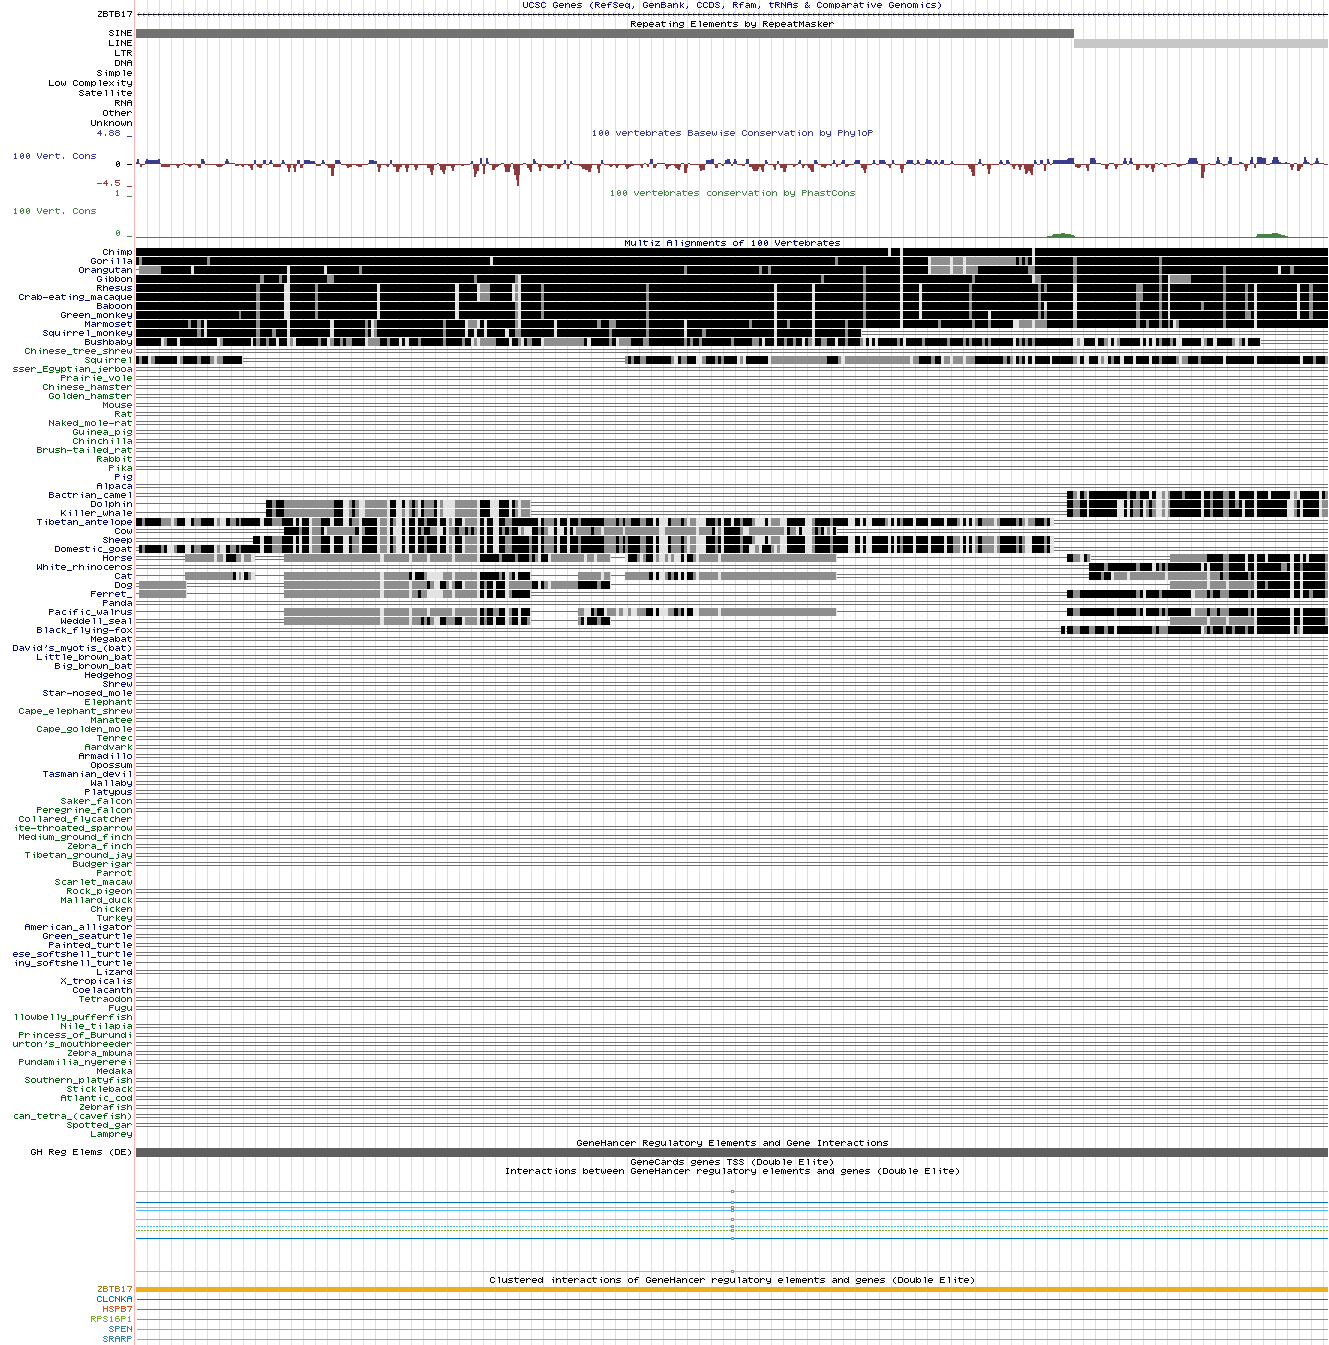 UCSC Genes (RefSeq, GenBank, CCDS, Rfam, tRNAs & Comparative Genomics)
ZBTB17
Repeating Elements by RepeatMasker
SINE
LINE
LTR
DNA
Simple
Low Complexity
Satellite
RNA
Other
Unknown
4.88 _
100 vertebrates Basewise Conservation by PhyloP
100 Vert. Cons
0 -
-4.5 _
1 _
100 vertebrates conservation by PhastCons
100 Vert. Cons
0 _
Multiz Alignments of 100 Vertebrates
Chimp
Gorilla
Orangutan
Gibbon
Rhesus
Crab-eating_macaque
Baboon
Green_monkey
Marmoset
Squirrel_monkey
Bushbaby
Chinese_tree_shrew
Squirrel
sser_Egyptian_jerboa
Prairie_vole
Chinese_hamster
Golden_hamster
Mouse
Rat
Naked_mole-rat
Guinea_pig
Chinchilla
Brush-tailed_rat
Rabbit
Pika
Pig
Alpaca
Bactrian_camel
Dolphin
Killer_whale
Tibetan_antelope
Cow
Sheep
Domestic_goat
Horse
White_rhinoceros
Cat
Dog
Ferret_
Panda
Pacific_walrus
Weddell_seal
Black_flying-fox
Megabat
David's_myotis_(bat)
Little_brown_bat
Big_brown_bat
Hedgehog
Shrew
Star-nosed_mole
Elephant
Cape_elephant_shrew
Manatee
Cape_golden_mole
Tenrec
Aardvark
Armadillo
Opossum
Tasmanian_devil
Wallaby
Platypus
Saker_falcon
Peregrine_falcon
Collared_flycatcher
ite-throated_sparrow
Medium_ground_finch
Zebra_finch
Tibetan_ground_jay
Budgerigar
Parrot
Scarlet_macaw
Rock_pigeon
Mallard_duck
Chicken
Turkey
American_alligator
Green_seaturtle
Painted_turtle
ese_softshell_turtle
iny_softshell_turtle
Lizard
X_tropicalis
Coelacanth
Tetraodon
Fugu
llowbelly_pufferfish
Nile_tilapia
Princess_of_Burundi
urton's_mouthbreeder
Zebra_mbuna
Pundamilia_nyererei
Medaka
Southern_platyfish
Stickleback
Atlantic_cod
Zebrafish
can_tetra_(cavefish)
Spotted_gar
Lamprey
GeneHancer Regulatory Elements and Gene Interactions
GH Reg Elems (DE)
GeneCards genes TSS (Double Elite)
Interactions between GeneHancer regulatory elements and genes (Double Elite)
Clustered interactions of GeneHancer regulatory elements and genes (Double Elite)
ZBTB17
CLCNKA
HSPB7
RPS16P1
SPEN
SRARP